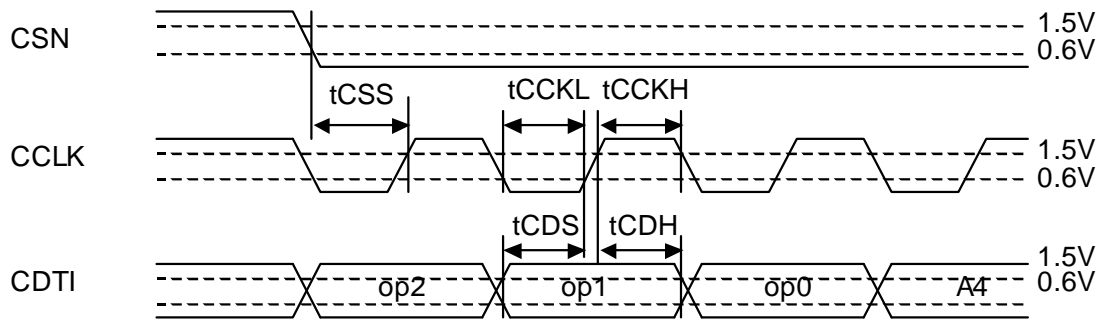 CSN
1.5V
0.6V
tCSS
tCCKL
tCCKH
CCLK
1.5V
0.6V
tCDS
tCDH
CDTI
op2
op1
op0
A4
1.5V
0.6V